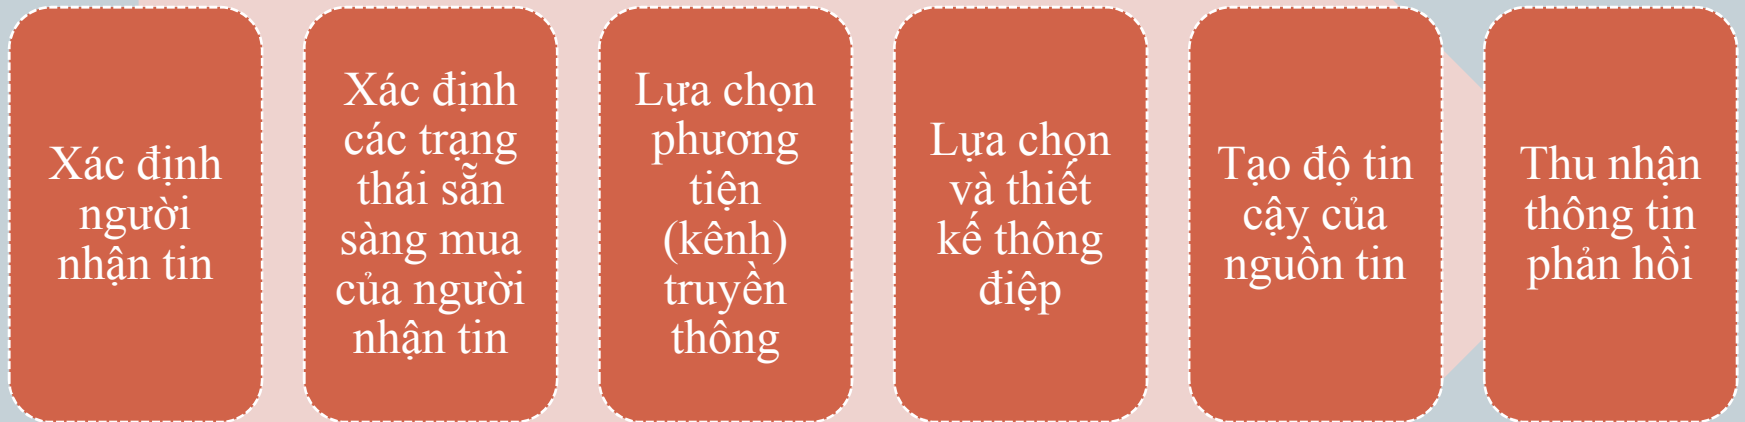 Xác định
người
nhận tin
Xác định
các trạng
thái sẵn
sàng mua
của người
nhận tin
Lựa chọn
phương
tiện
(kênh)
truyền
thông
Lựa chọn
và thiết
kế thông
điệp
Tạo độ tin
cậy của
nguồn tin
Thu nhận
thông tin
phản hồi